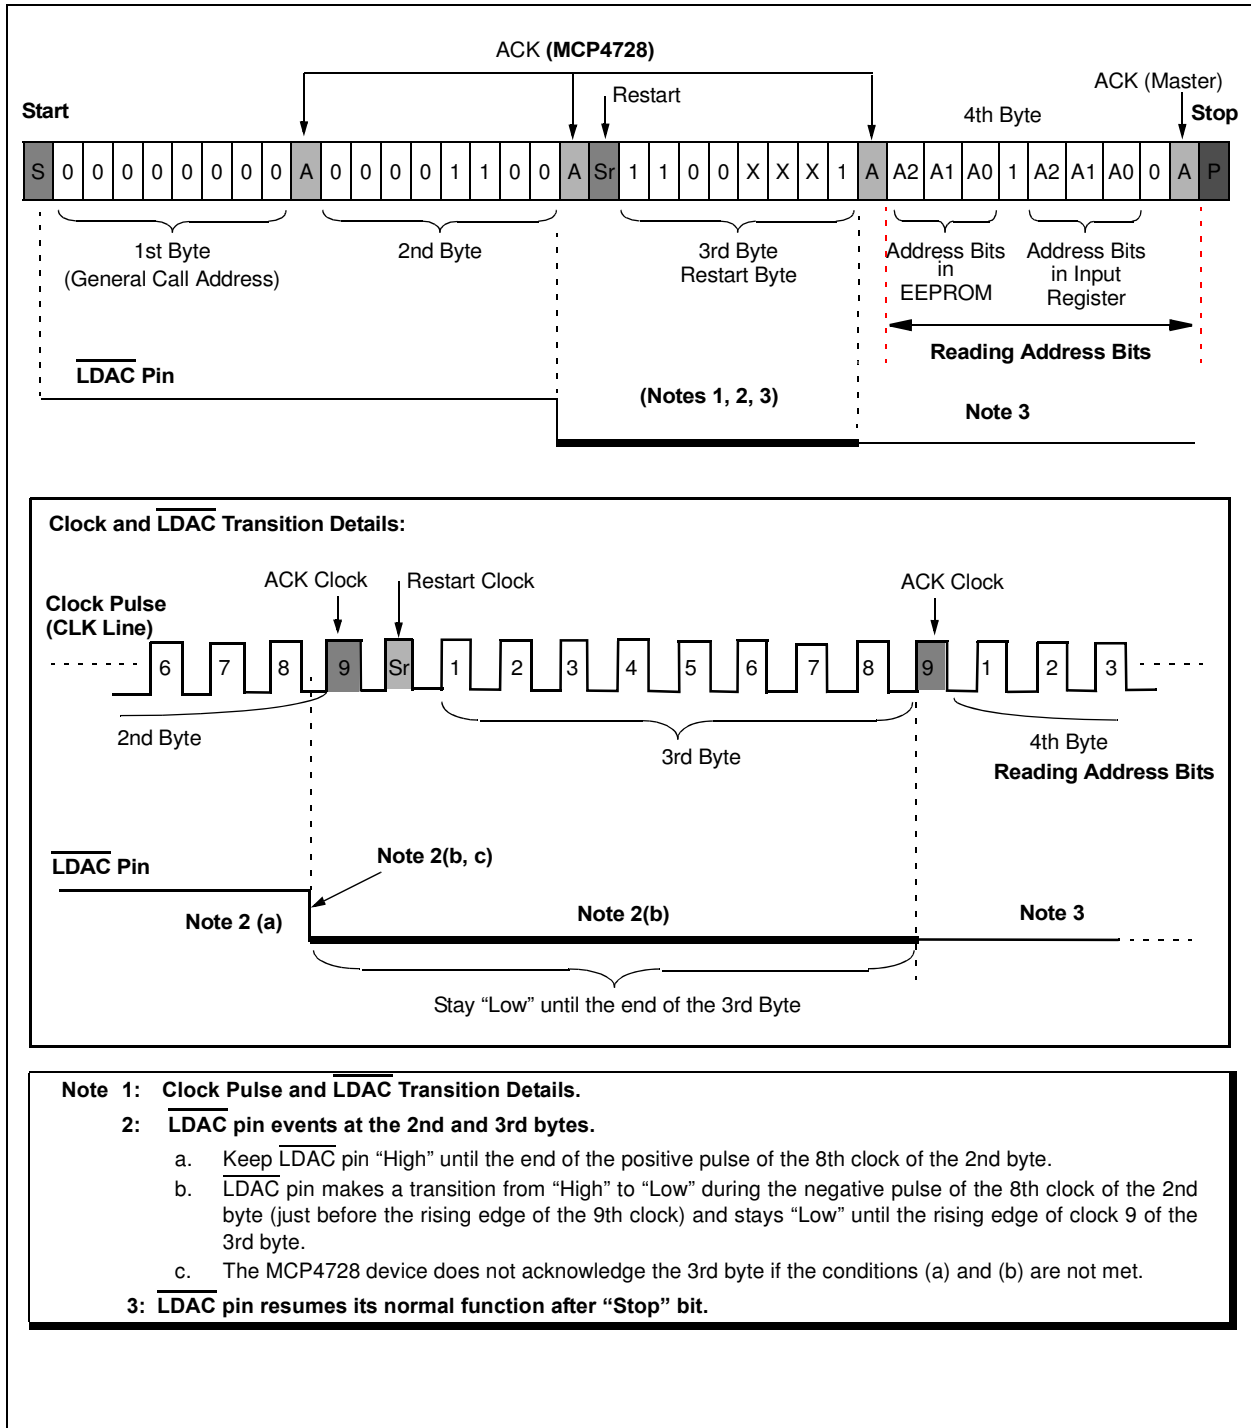 ACK (MCP4728)
Restart
ACK (Master)
Start
4th Byte
Stop
S 0 0 0 0 0 0 0 0 A 0 0 0 0 1 1 0 0 A Sr 1 1 0 0 X X X 1 A A2 A1 A0 1 A2 A1 A0 0 A P
1st Byte
(General Call Address)
2nd Byte
3rd Byte
Restart Byte
Address Bits
in
EEPROM
Address Bits
in Input
Register
Reading Address Bits
LDAC Pin
(Notes 1, 2, 3)
Note 3
Clock and LDAC Transition Details:
ACK Clock
Restart Clock
ACK Clock
Clock Pulse
(CLK Line)
6 7 8 9 Sr 1 2 3 4 5 6 7 8 9 1 2 3
2nd Byte
3rd Byte
4th Byte
Reading Address Bits
LDAC Pin
Note 2(b, c)
Note 2 (a)
Note 2(b)
Note 3
Stay “Low” until the end of the 3rd Byte
Note 1: Clock Pulse and LDAC Transition Details.
2: LDAC pin events at the 2nd and 3rd bytes.
a. Keep LDAC pin “High” until the end of the positive pulse of the 8th clock of the 2nd byte.
b. LDAC pin makes a transition from “High” to “Low” during the negative pulse of the 8th clock of the 2nd
byte (just before the rising edge of the 9th clock) and stays “Low” until the rising edge of clock 9 of the
3rd byte.
c. The MCP4728 device does not acknowledge the 3rd byte if the conditions (a) and (b) are not met.
3: LDAC pin resumes its normal function after “Stop” bit.